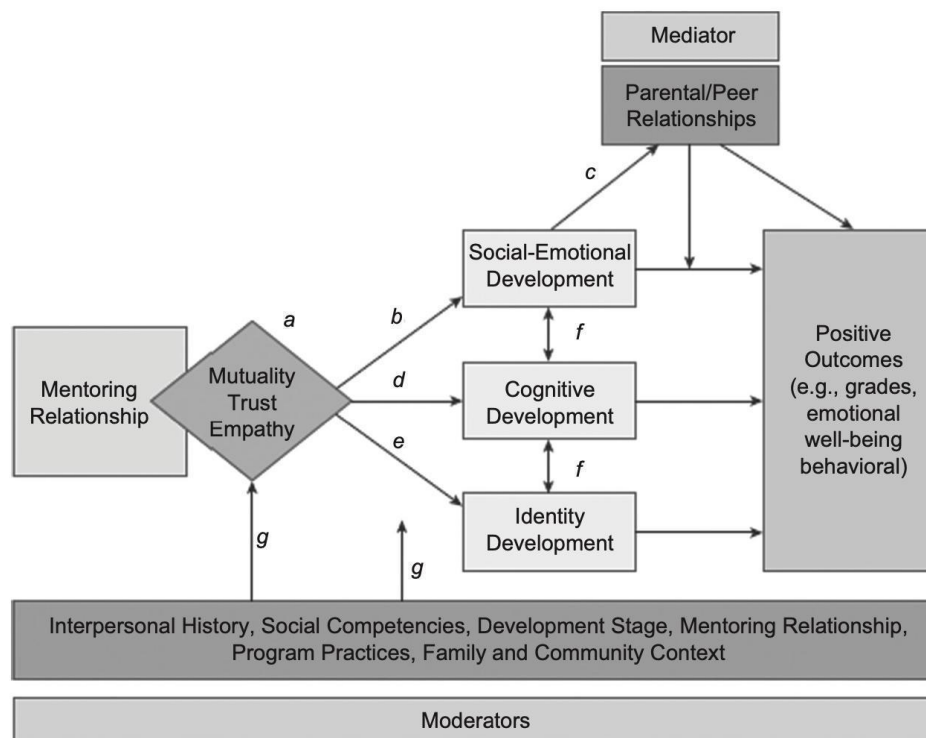 Mediator
Parental/Peer
Relationships
c
Social-Emotional
Development
a
b
f
Mentoring
Relationship
Mutuality
Trust
Empathy
d
Cognitive
Development
Positive
Outcomes
(e.g., grades,
emotional
well-being
behavioral)
e
f
Identity
Development
g
g
Interpersonal History, Social Competencies, Development Stage, Mentoring Relationship,
Program Practices, Family and Community Context
Moderators